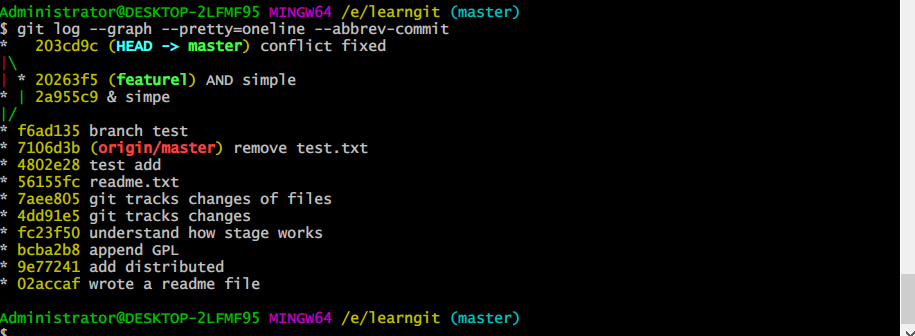 Administrator@DESKTOP-2LFMF95 MINGW64 /e/learngit (master)
$ git log --graph --pretty=oneline --abbrev-commit
*   203cd9c (HEAD -> master) conflict fixed
|\
| * 20263f5 (featurel) AND simple
* | 2a955c9 & simpe
|/
* f6ad135 branch test
* 7106d3b (origin/master) remove test.txt
* 4802e28 test add
* 56155fc readme.txt
* 7aee805 git tracks changes of files
* 4dd91e5 git tracks changes
* fc23f50 understand how stage works
* bcba2b8 append GPL
* 9e77241 add distributed
* 02accaf wrote a readme file

Administrator@DESKTOP-2LFMF95 MINGW64 /e/learngit (master)
$